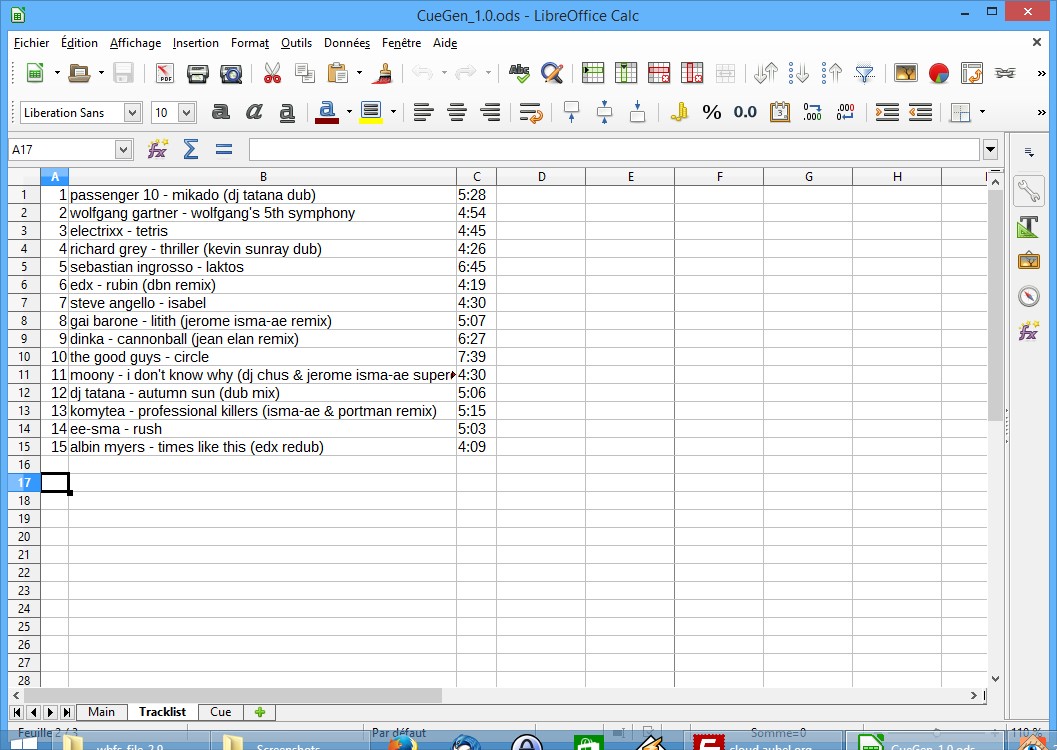 CueGen_1.0.ods - LibreOffice Calc
Fichier Édition Affichage Insertion Format Outils Données Fenêtre Aide
Liberation Sans 10 a a a a % 0.0
A17
A B C D E F G H
1 1 passenger 10 - mikado (dj tatana dub) 5:28
2 2 wolfgang gartner - wolfgang's 5th symphony 4:54
3 3 electrixx - tetris 4:45
4 4 richard grey - thriller (kevin sunray dub) 4:26
5 5 sebastian ingrosso - laktos 6:45
6 6 edx - rubin (dbn remix) 4:19
7 7 steve angello - isabel 4:30
8 8 gai barone - litith (jerome isma-ae remix) 5:07
9 9 dinka - cannonball (jean elan remix) 6:27
10 10 the good guys - circle 7:39
11 11 moony - i don't know why (dj chus & jerome isma-ae super 4:30
12 12 dj tatana - autumn sun (dub mix) 5:06
13 13 komytea - professional killers (isma-ae & portman remix) 5:15
14 14 ee-sma - rush 5:03
15 15 albin myers - times like this (edx redub) 4:09
16
17
18
19
20
21
22
23
24
25
26
27
28
Main Tracklist Cue
Feuille 2 / 3 Par défaut Somme=0 110 %
Screenshots cloud.aubel.org CueGen_1.0.ods